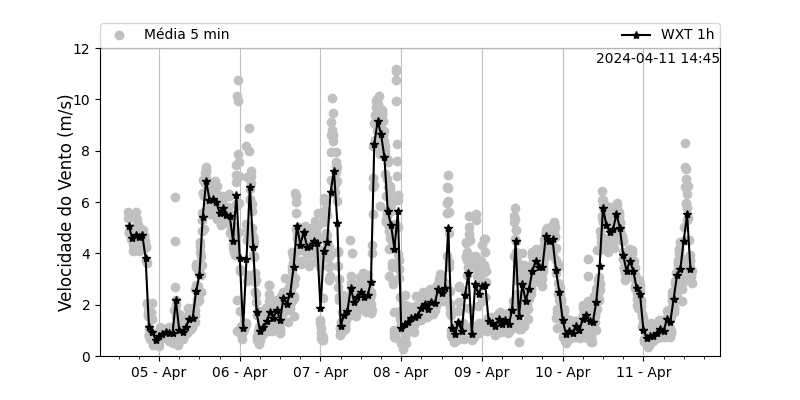 Média 5 min
WXT 1h
2024-04-11 14:45
Velocidade do Vento (m/s)
12
10
8
6
4
2
0
05 - Apr
06 - Apr
07 - Apr
08 - Apr
09 - Apr
10 - Apr
11 - Apr